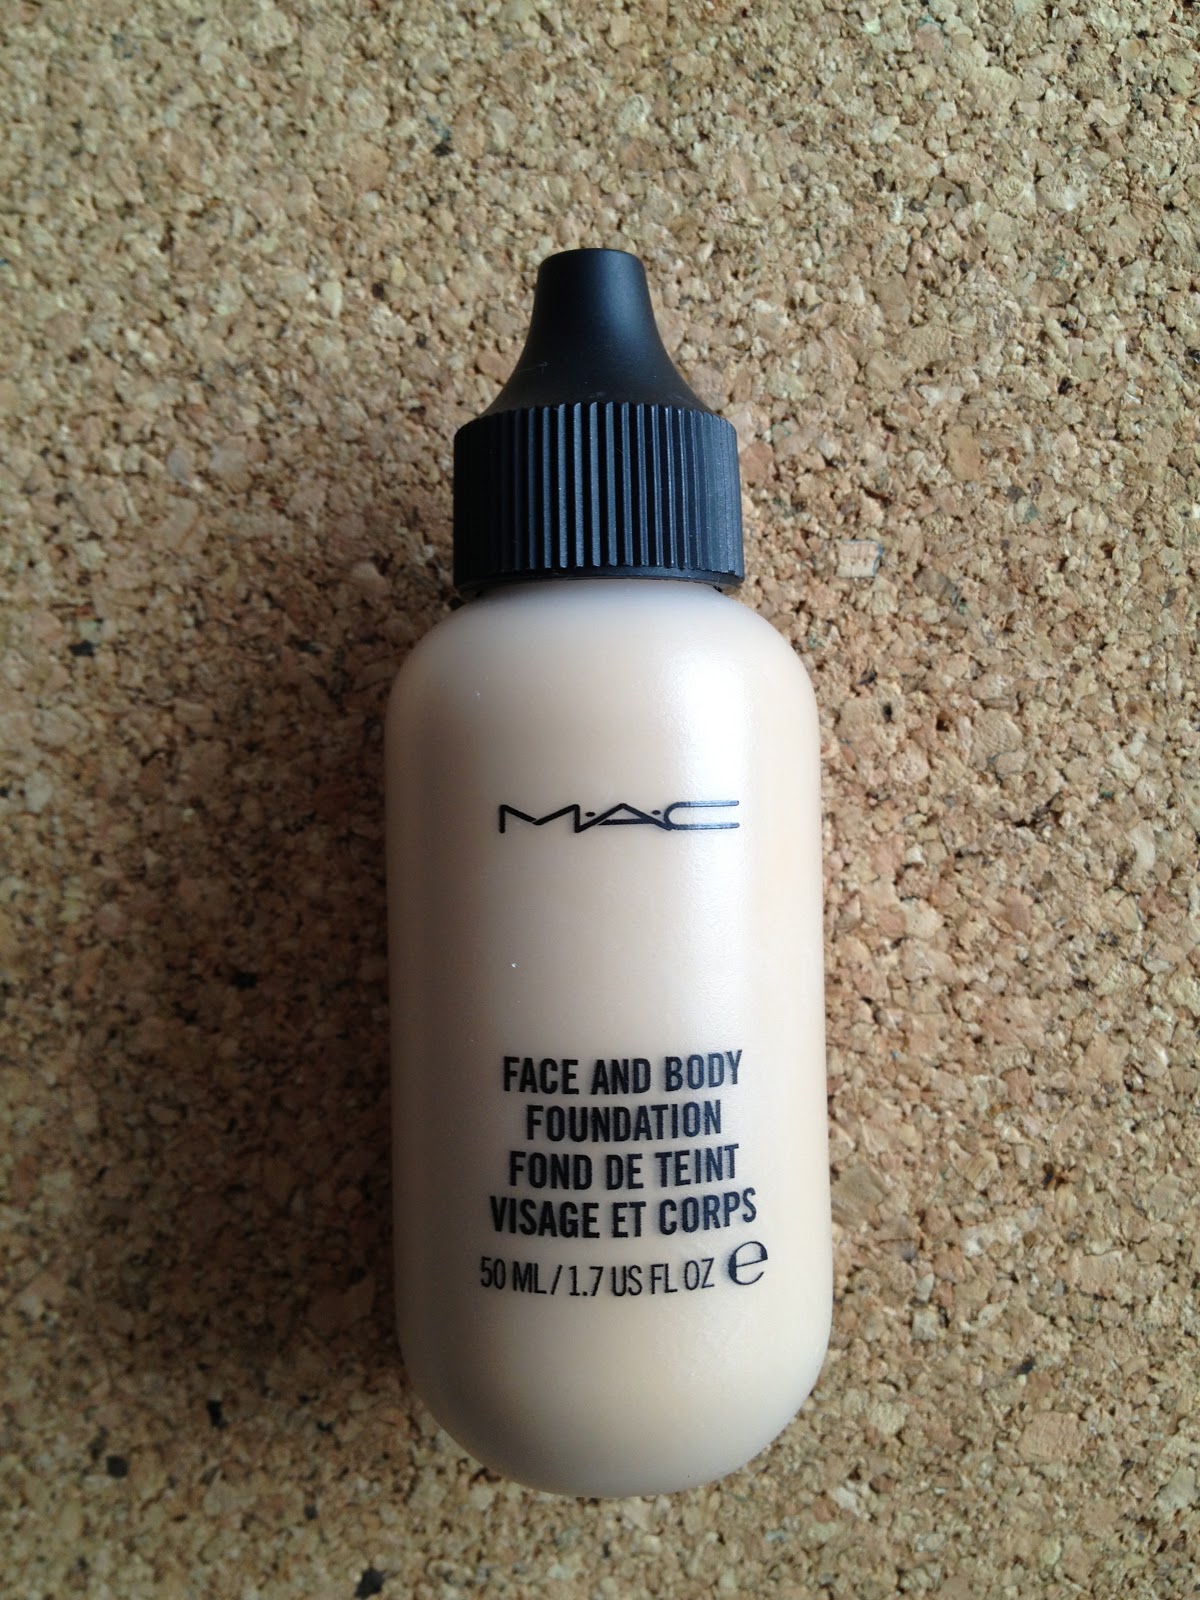 M·A·C
FACE AND BODY
FOUNDATION
FOND DE TEINT
VISAGE ET CORPS
50 ML / 1.7 US FL OZ ℮